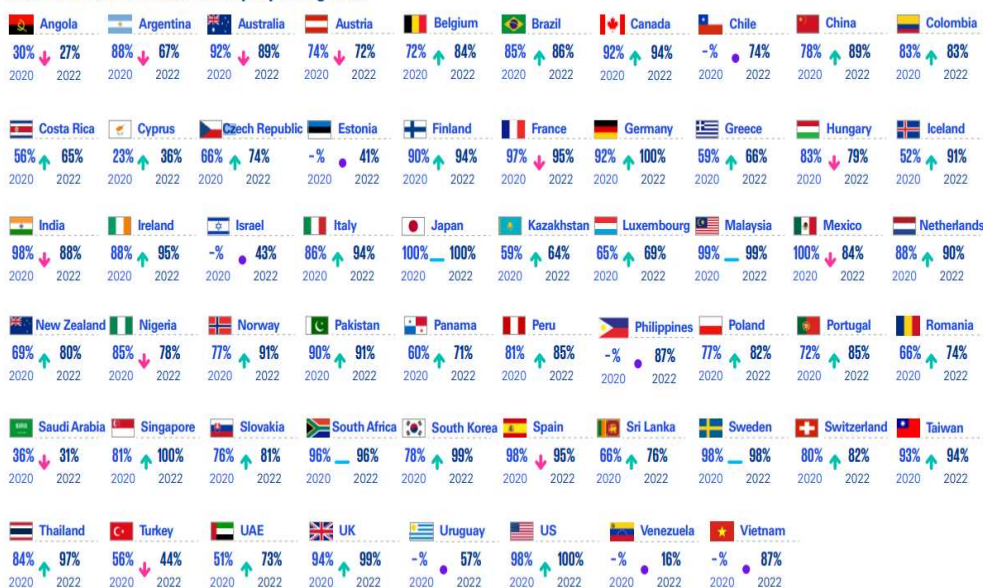 Angola Argentina Australia Austria Belgium Brazil Canada Chile China Colombia
30% 27% 88% 67% 92% 89% 74% 72% 72% 84% 85% 86% 92% 94% -% 74% 78% 89% 83% 83%
2020 2022 2020 2022 2020 2022 2020 2022 2020 2022 2020 2022 2020 2022 2020 2022 2020 2022 2020 2022
Costa Rica Cyprus Czech Republic Estonia Finland France Germany Greece Hungary Iceland
56% 65% 23% 36% 66% 74% -% 41% 90% 94% 97% 95% 92% 100% 59% 66% 83% 79% 52% 91%
2020 2022 2020 2022 2020 2022 2020 2022 2020 2022 2020 2022 2020 2022 2020 2022 2020 2022 2020 2022
India Ireland Israel Italy Japan Kazakhstan Luxembourg Malaysia Mexico Netherlands
98% 88% 88% 95% -% 43% 86% 94% 100% 100% 59% 64% 65% 69% 99% 99% 100% 84% 88% 90%
2020 2022 2020 2022 2020 2022 2020 2022 2020 2022 2020 2022 2020 2022 2020 2022 2020 2022 2020 2022
New Zealand Nigeria Norway Pakistan Panama Peru Philippines Poland Portugal Romania
69% 80% 85% 78% 77% 91% 90% 91% 60% 71% 81% 85% -% 87% 77% 82% 72% 85% 66% 74%
2020 2022 2020 2022 2020 2022 2020 2022 2020 2022 2020 2022 2020 2022 2020 2022 2020 2022 2020 2022
Saudi Arabia Singapore Slovakia South Africa South Korea Spain Sri Lanka Sweden Switzerland Taiwan
36% 31% 81% 100% 76% 81% 96% 96% 78% 99% 98% 95% 66% 76% 98% 98% 80% 82% 93% 94%
2020 2022 2020 2022 2020 2022 2020 2022 2020 2022 2020 2022 2020 2022 2020 2022 2020 2022 2020 2022
Thailand Turkey UAE UK Uruguay US Venezuela Vietnam
84% 97% 56% 44% 51% 73% 94% 99% -% 57% 98% 100% -% 16% -% 87%
2020 2022 2020 2022 2020 2022 2020 2022 2020 2022 2020 2022 2020 2022 2020 2022